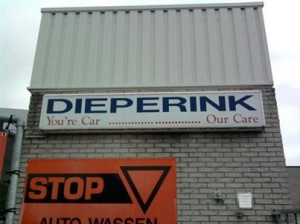 DIEPERINK
You're Car ........................ Our Care
STOP
AUTO WASSEN